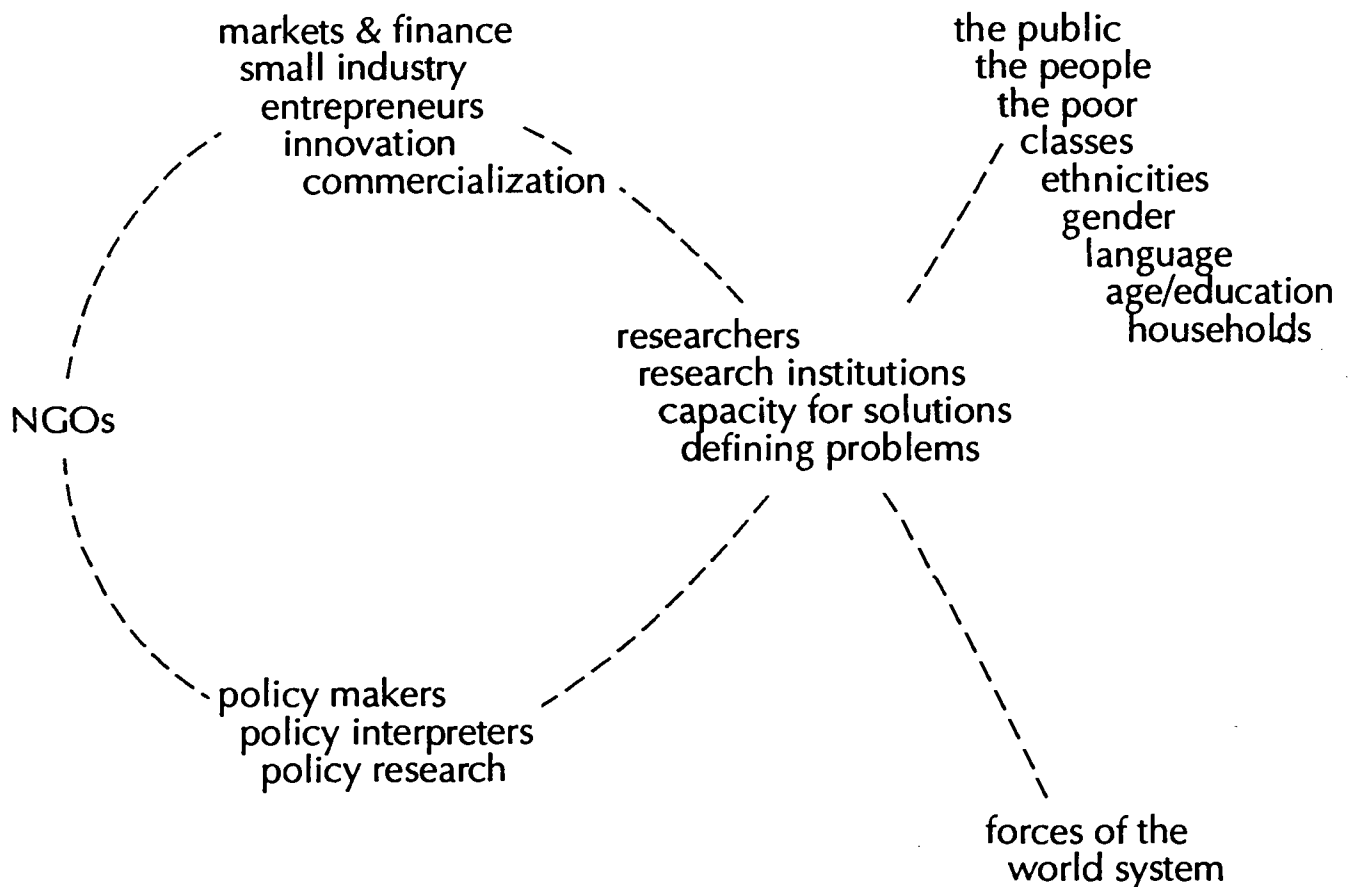 markets & finance
small industry
entrepreneurs
innovation
commercialization
the public
the people
the poor
classes
ethnicities
gender
language
age/education
households
researchers
research institutions
capacity for solutions
defining problems
NGOs
policy makers
policy interpreters
policy research
forces of the
world system